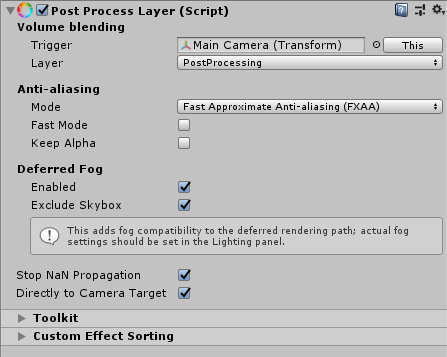 Post Process Layer (Script)
Volume blending
Trigger Main Camera (Transform) This
Layer PostProcessing
Anti-aliasing
Mode Fast Approximate Anti-aliasing (FXAA)
Fast Mode
Keep Alpha
Deferred Fog
Enabled
Exclude Skybox
This adds fog compatibility to the deferred rendering path; actual fog
settings should be set in the Lighting panel.
Stop NaN Propagation
Directly to Camera Target
Toolkit
Custom Effect Sorting